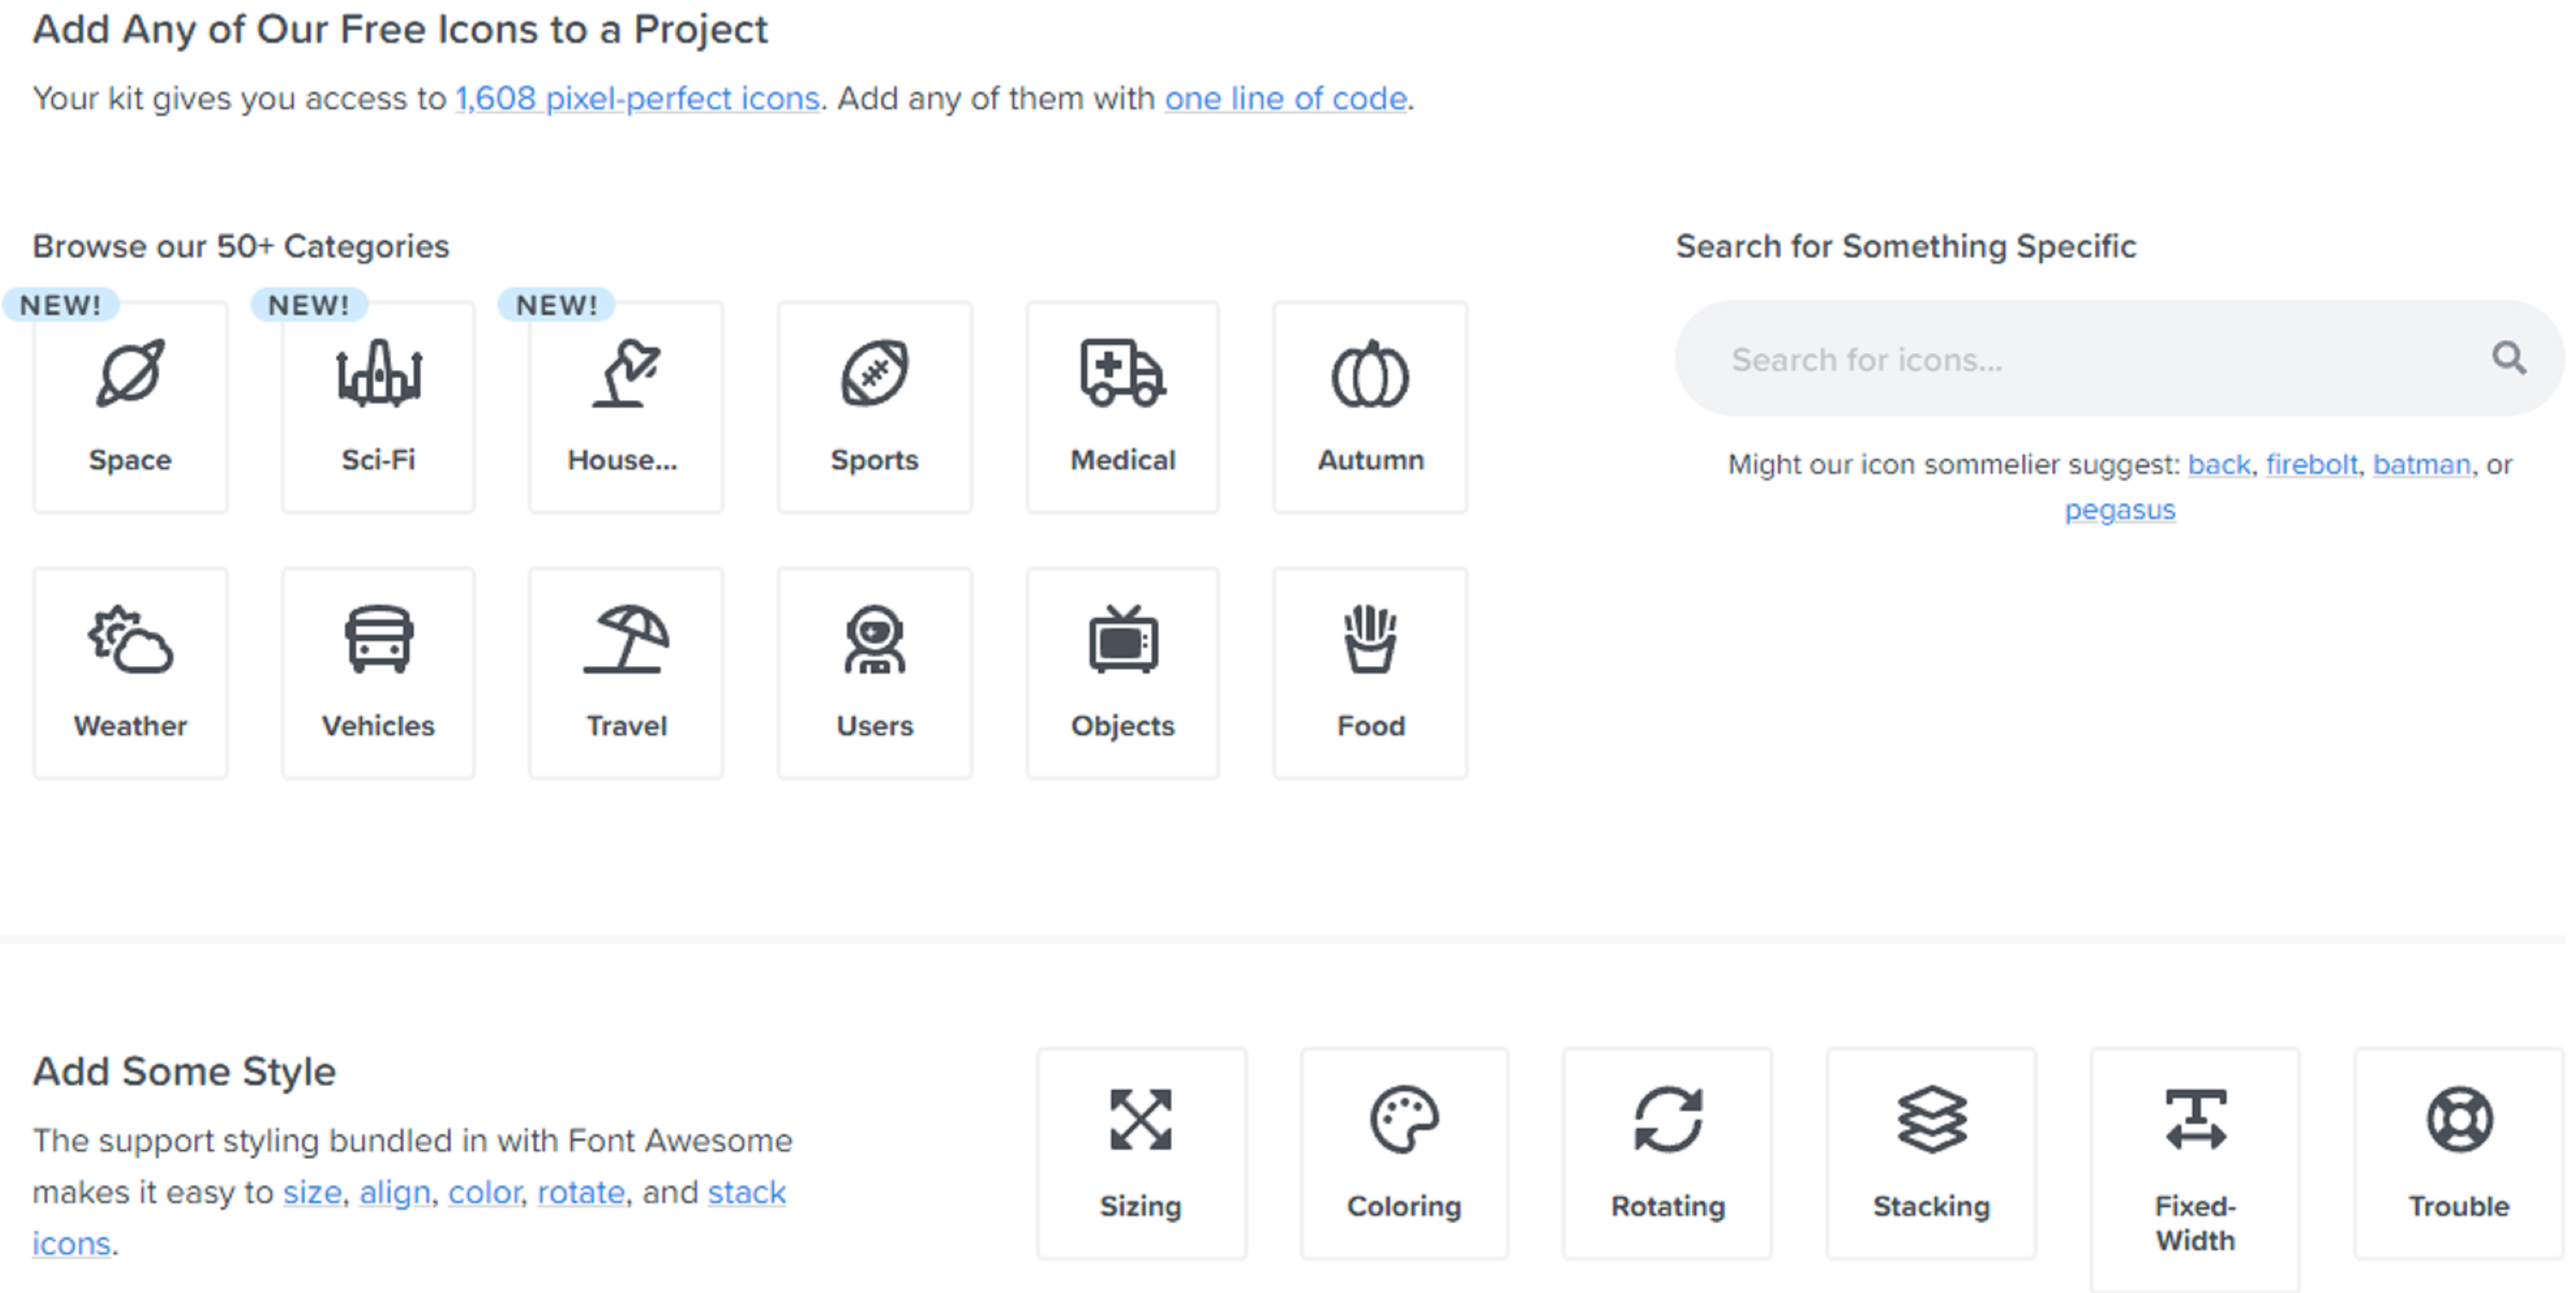 Add Any of Our Free Icons to a Project
Your kit gives you access to 1,608 pixel-perfect icons. Add any of them with one line of code.
Browse our 50+ Categories
NEW!
Space
NEW!
Sci-Fi
NEW!
House...
Sports
Medical
Autumn
Weather
Vehicles
Travel
Users
Objects
Food
Search for Something Specific
Search for icons...
Might our icon sommelier suggest: back, firebolt, batman, or
pegasus
Add Some Style
The support styling bundled in with Font Awesome
makes it easy to size, align, color, rotate, and stack
icons.
Sizing
Coloring
Rotating
Stacking
Fixed-
Width
Trouble